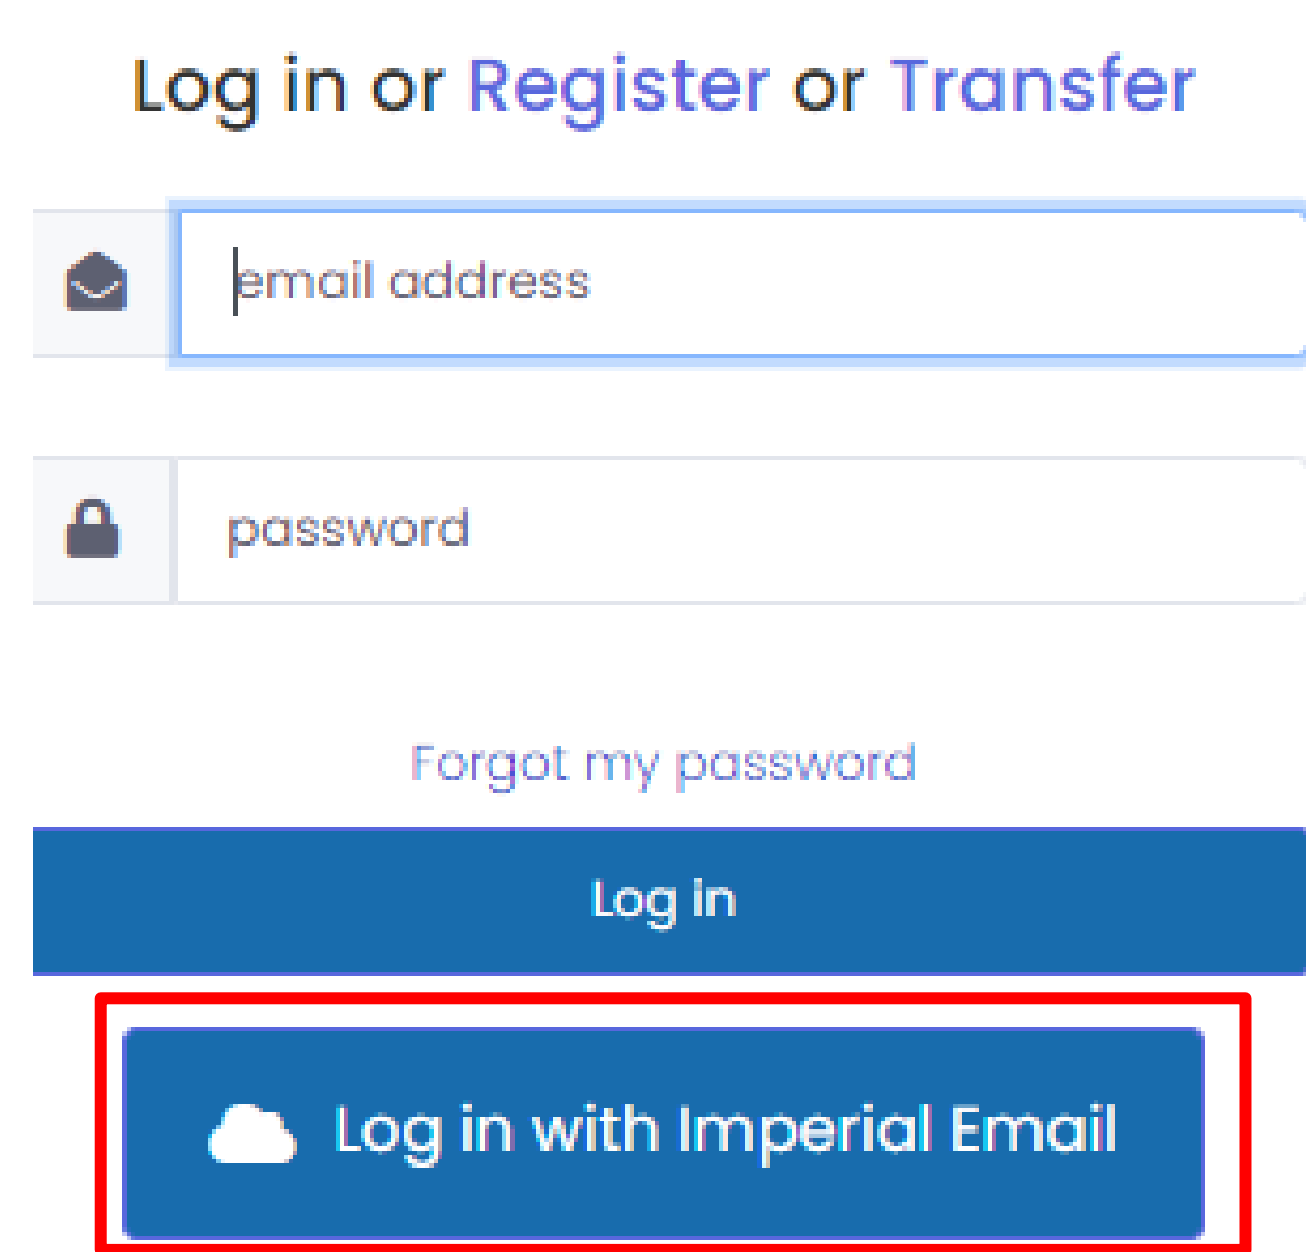 Log in or Register or Transfer
email address
password
Forgot my password
Log in
Log in with Imperial Email